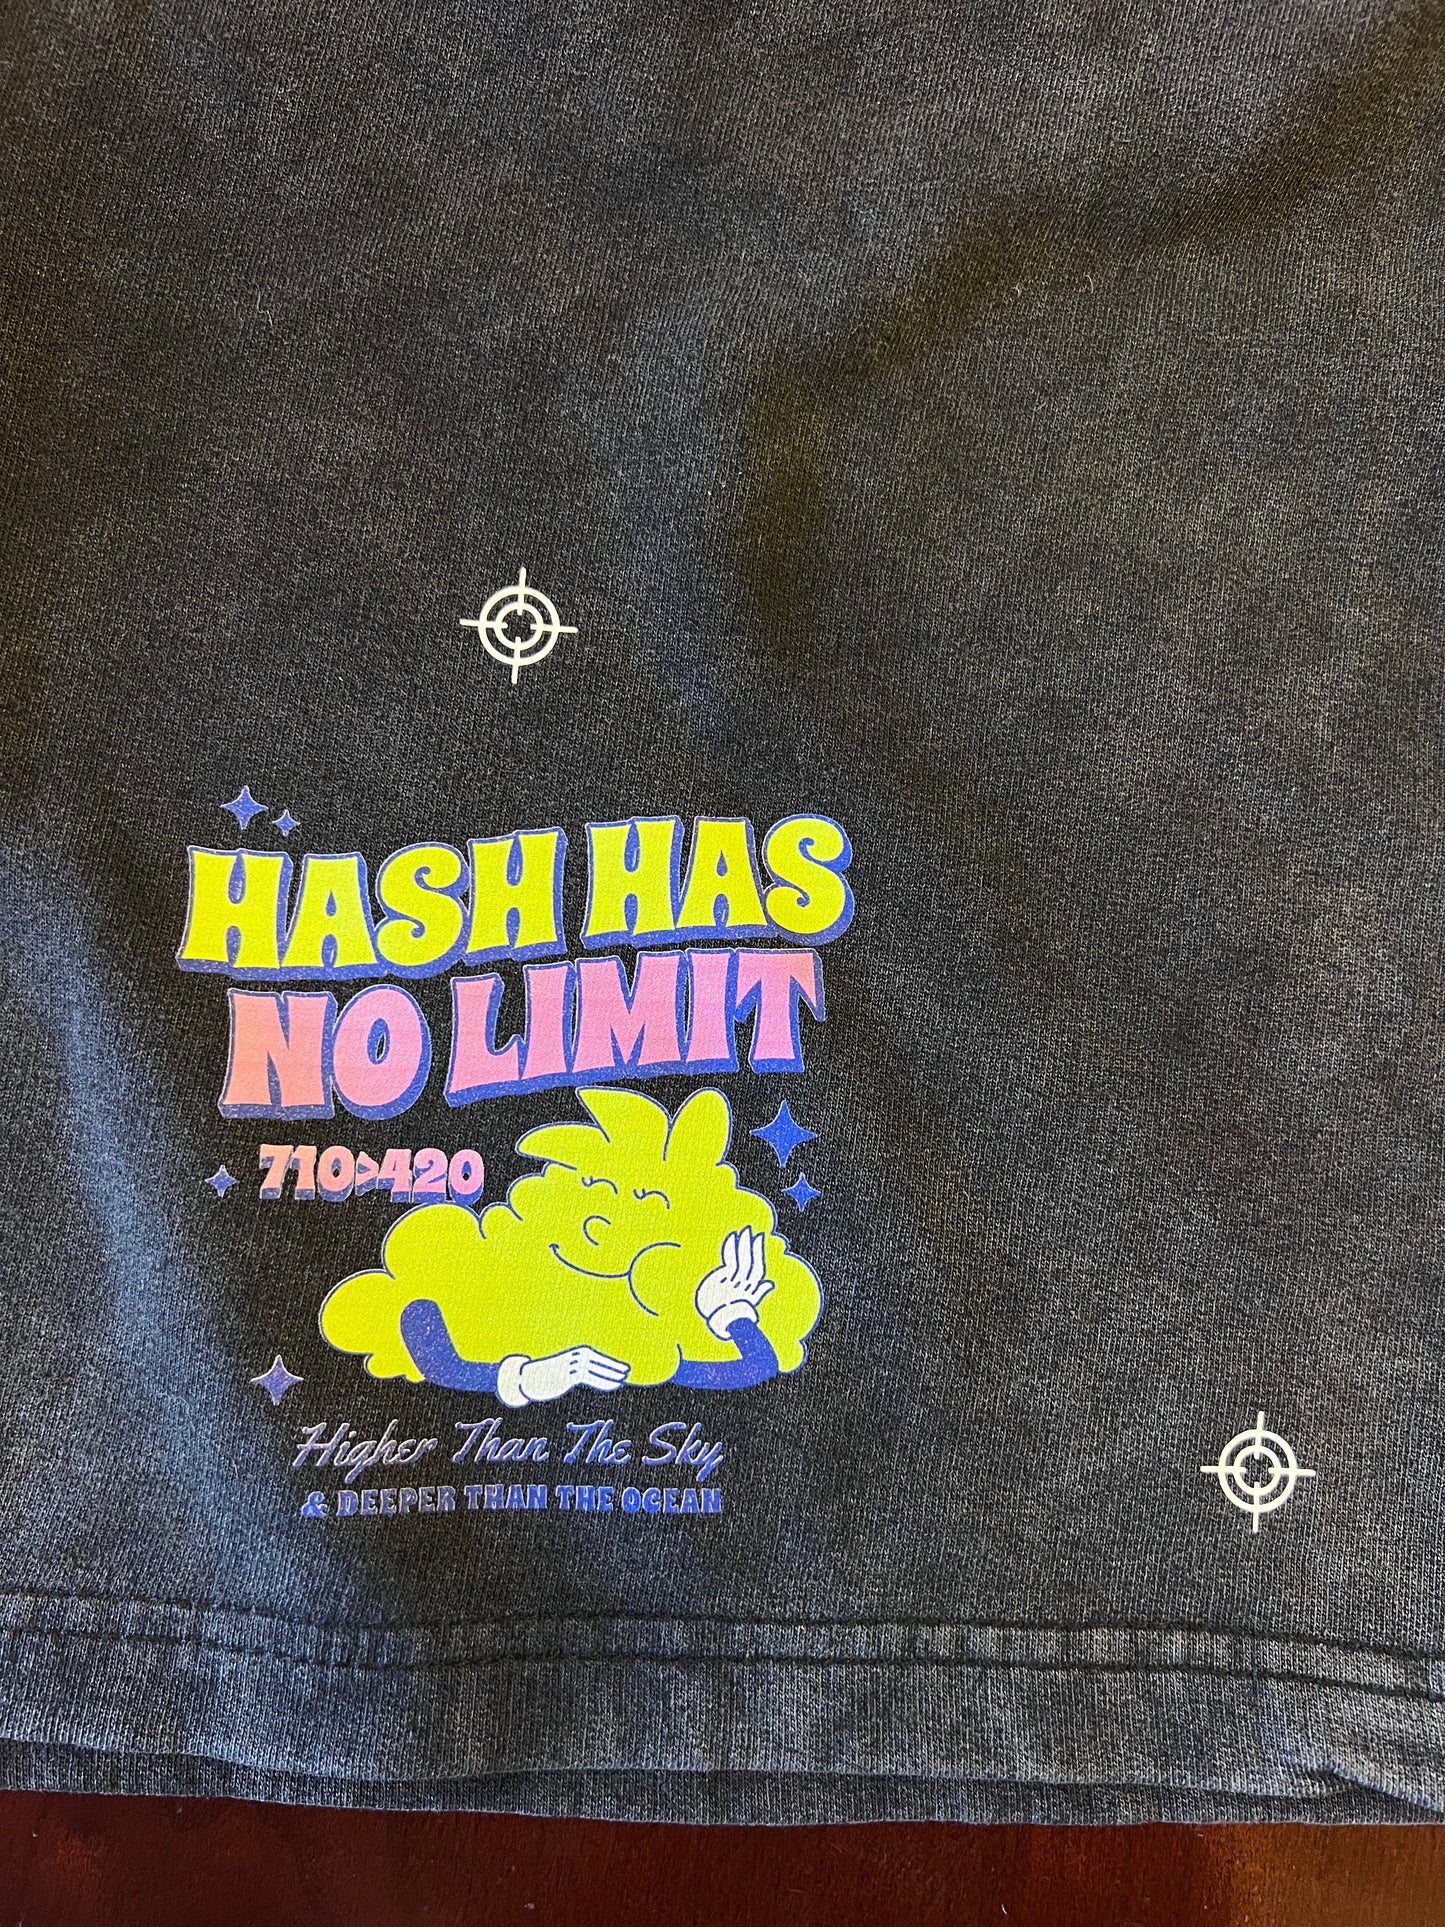 HASH HAS
NO LIMIT
710>420
Higher Than The Sky
& DEEPER THAN THE OCEAN